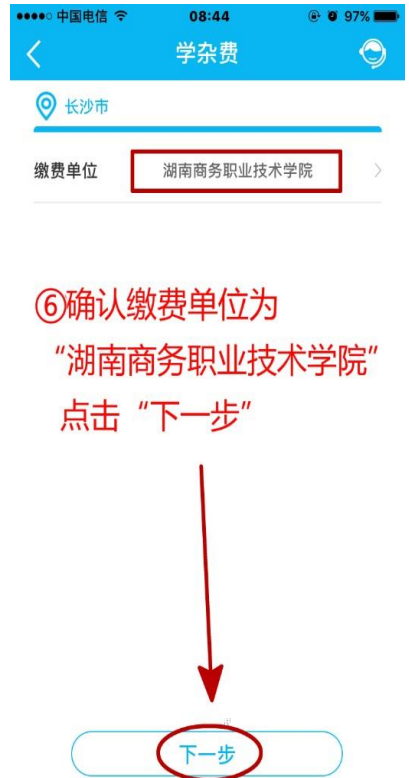 中国电信 08:44 97%
学杂费
长沙市
缴费单位 湖南商务职业技术学院
⑥确认缴费单位为
“湖南商务职业技术学院”
点击“下一步”
下一步